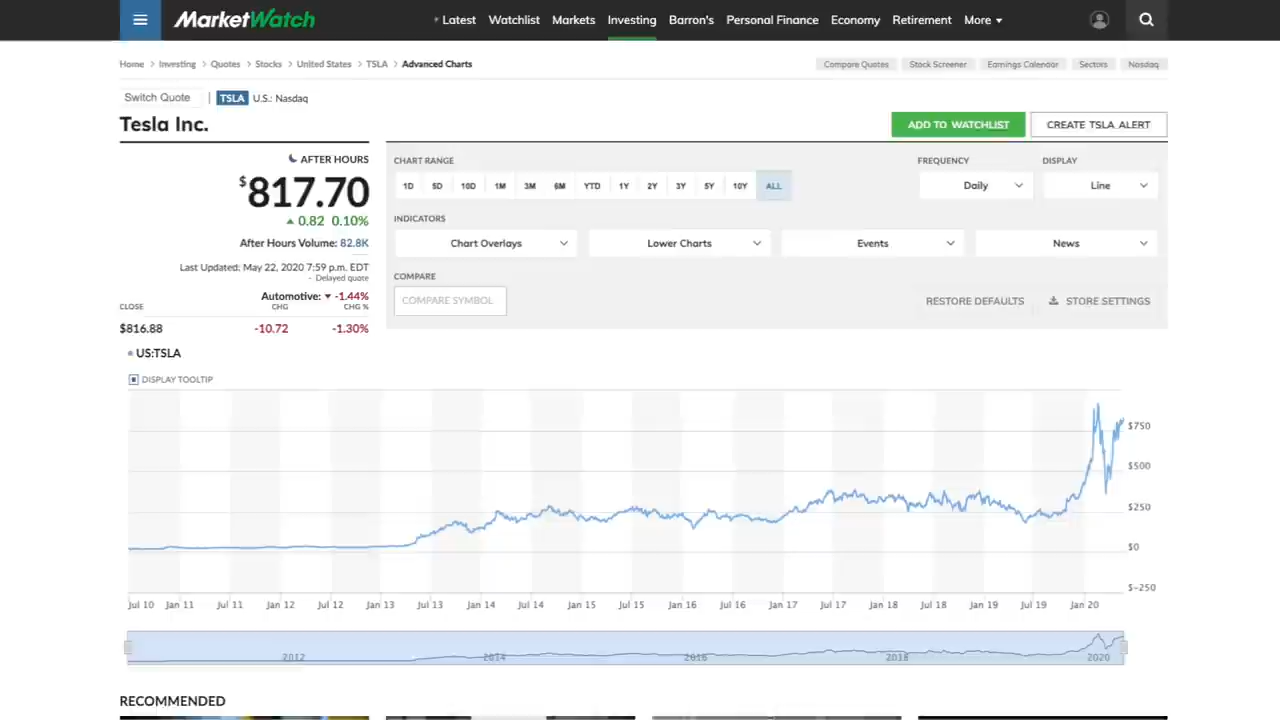 MarketWatch
Latest Watchlist Markets Investing Barron's Personal Finance Economy Retirement More
Home > Investing > Quotes > Stocks > United States > TSLA > Advanced Charts
Compare Quotes Stock Screener Earnings Calendar Sectors Nasdaq
Switch Quote | TSLA U.S.: Nasdaq
Tesla Inc.
ADD TO WATCHLIST CREATE TSLA ALERT
AFTER HOURS
$817.70
0.82 0.10%
After Hours Volume: 82.8K
Last Updated: May 22, 2020 7:59 p.m. EDT
- Delayed quote
Automotive: -1.44%
CLOSE CHG CHG %
$816.88 -10.72 -1.30%
CHART RANGE
1D 5D 10D 1M 3M 6M YTD 1Y 2Y 3Y 5Y 10Y ALL
FREQUENCY DISPLAY
Daily Line
INDICATORS
Chart Overlays Lower Charts Events News
COMPARE
COMPARE SYMBOL
RESTORE DEFAULTS STORE SETTINGS
US:TSLA
DISPLAY TOOLTIP
$750
$500
$250
$0
$-250
Jul 10 Jan 11 Jul 11 Jan 12 Jul 12 Jan 13 Jul 13 Jan 14 Jul 14 Jan 15 Jul 15 Jan 16 Jul 16 Jan 17 Jul 17 Jan 18 Jul 18 Jan 19 Jul 19 Jan 20
2012 2014 2016 2018 2020
RECOMMENDED